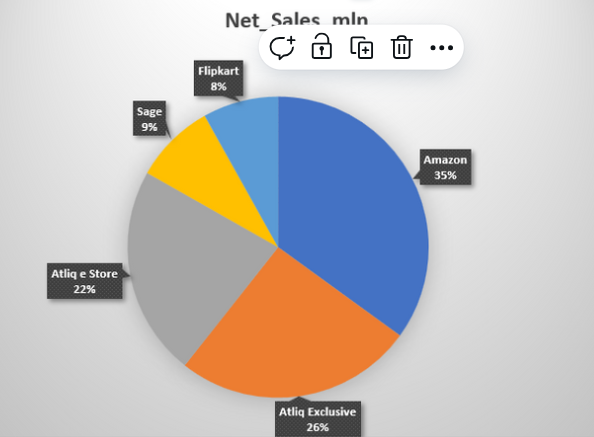 Net_Sales_mln
Flipkart
8%
Sage
9%
Amazon
35%
Atliq e Store
22%
Atliq Exclusive
26%